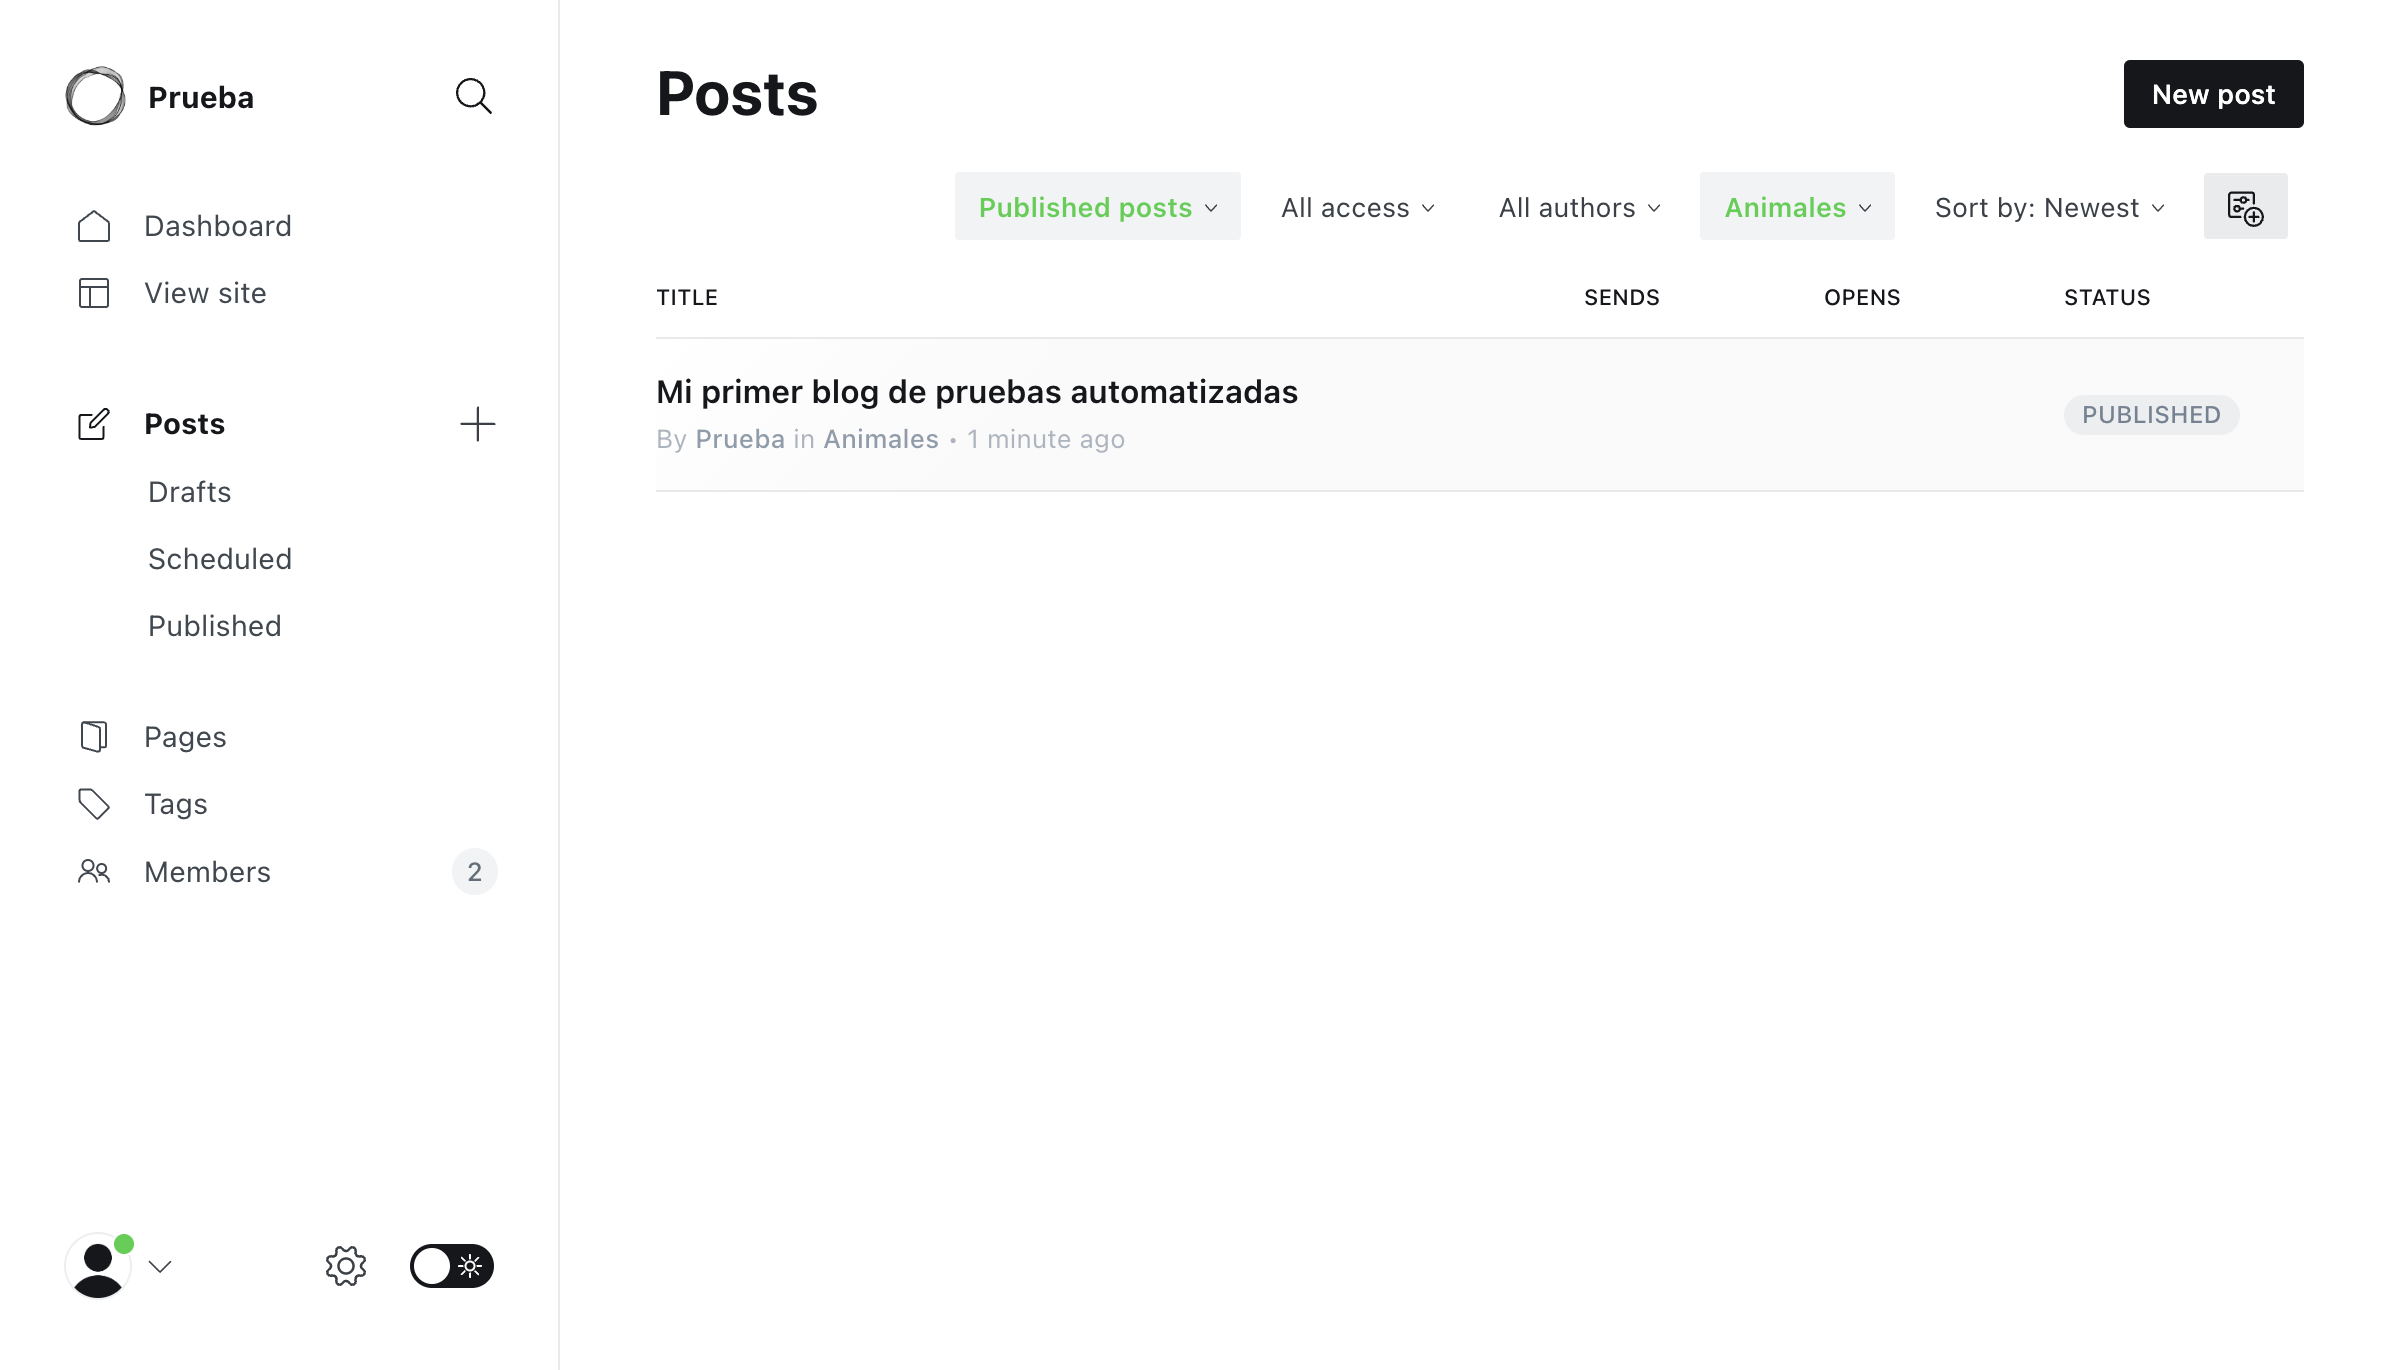 Prueba
Dashboard
View site
Posts
Drafts
Scheduled
Published
Pages
Tags
Members 2
Posts
New post
Published posts All access All authors Animales Sort by: Newest
TITLE SENDS OPENS STATUS
Mi primer blog de pruebas automatizadas
By Prueba in Animales • 1 minute ago
PUBLISHED